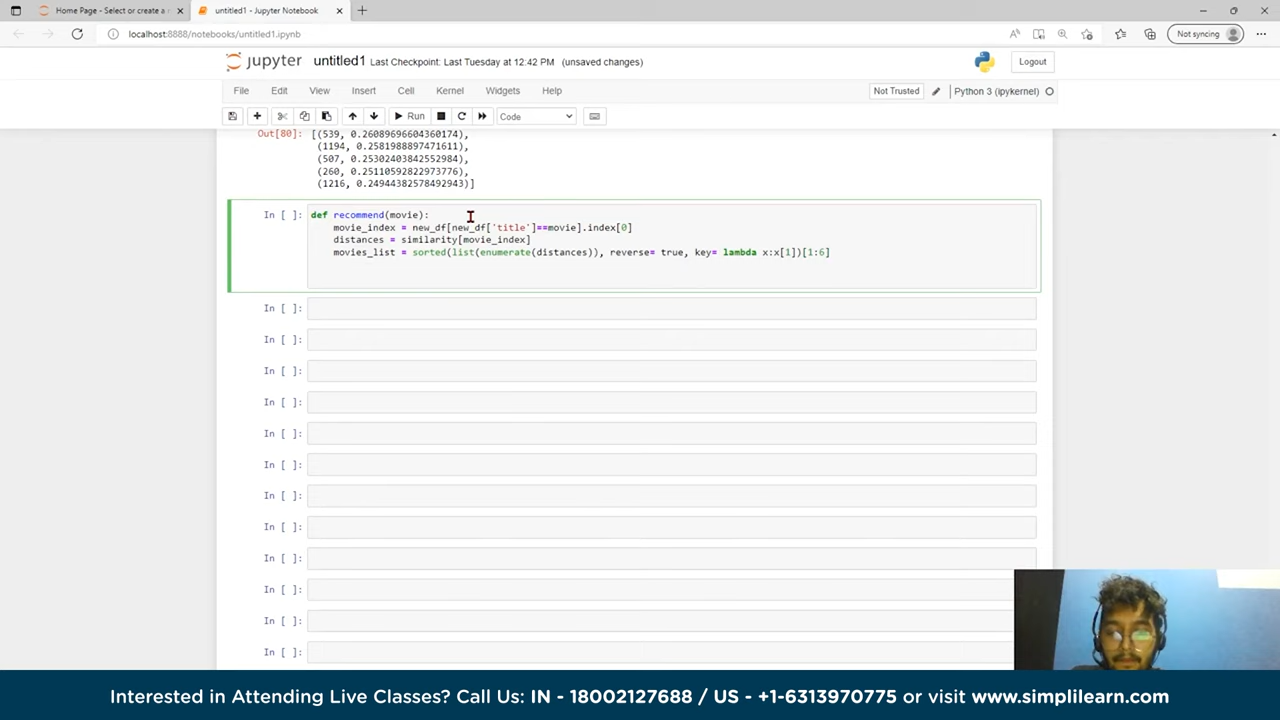 Home Page - Select or create a n
untitled1 - Jupyter Notebook
localhost:8888/notebooks/untitled1.ipynb
Not syncing
jupyter untitled1 Last Checkpoint: Last Tuesday at 12:42 PM (unsaved changes)
Logout
File Edit View Insert Cell Kernel Widgets Help
Not Trusted
Python 3 (ipykernel)
Run
Code
Out[80]: [(539, 0.26089696604360174),
(1194, 0.2581988897471611),
(507, 0.25302403842552984),
(260, 0.25110592822973776),
(1216, 0.24944382578492943)]
In [ ]: def recommend(movie):
movie_index = new_df[new_df['title']==movie].index[0]
distances = similarity[movie_index]
movies_list = sorted(list(enumerate(distances)), reverse= true, key= lambda x:x[1])[1:6]
In [ ]:
In [ ]:
In [ ]:
In [ ]:
In [ ]:
In [ ]:
In [ ]:
In [ ]:
In [ ]:
In [ ]:
In [ ]:
In [ ]:
Interested in Attending Live Classes? Call Us: IN - 18002127688 / US - +1-6313970775 or visit www.simplilearn.com